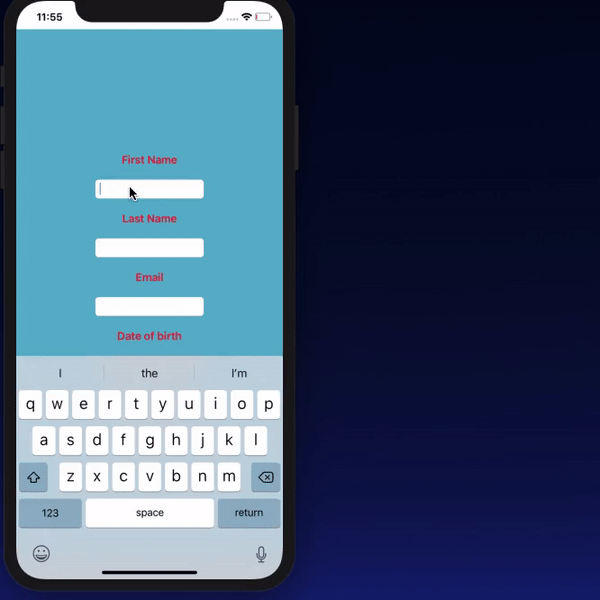 11:55
First Name
Last Name
Email
Date of birth
I the I'm
q w e r t y u i o p
a s d f g h j k l
z x c v b n m
123 space return